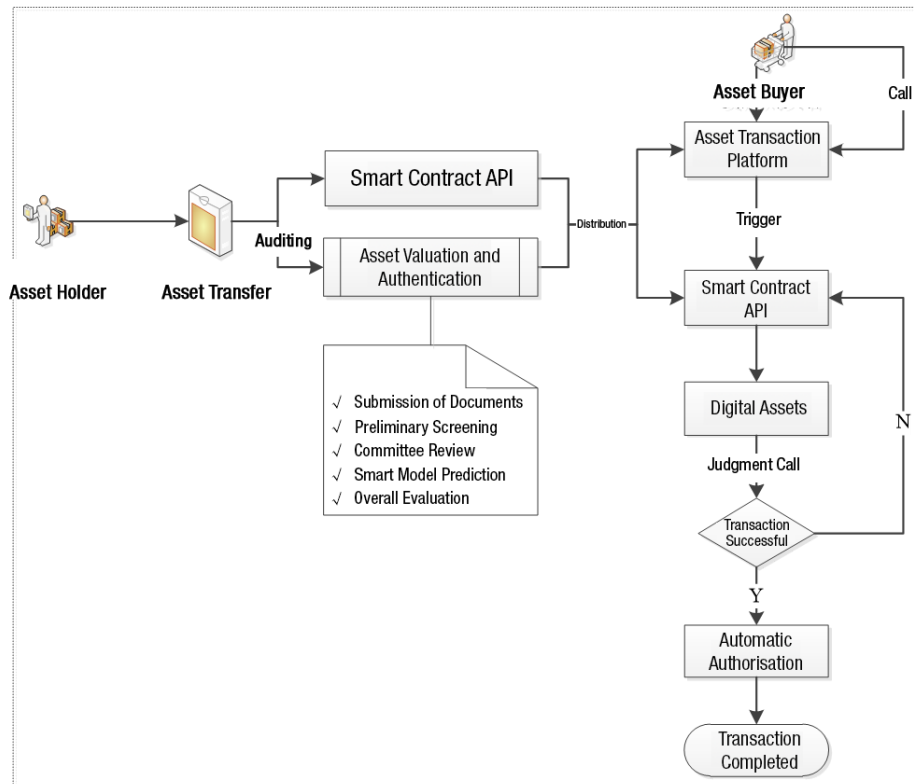 Asset Buyer
Call
Asset Transaction
Platform
Smart Contract API
Distribution
Trigger
Auditing
Asset Valuation and
Authentication
Asset Holder
Asset Transfer
Smart Contract
API
√ Submission of Documents
√ Preliminary Screening
√ Committee Review
√ Smart Model Prediction
√ Overall Evaluation
Digital Assets
N
Judgment Call
Transaction
Successful
Y
Automatic
Authorisation
Transaction
Completed